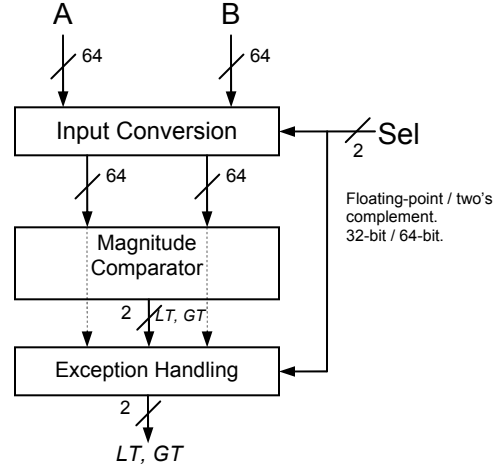 A B
64 64
Input Conversion
Sel
2
64 64
Floating-point / two's
complement.
32-bit / 64-bit.
Magnitude
Comparator
2 LT, GT
Exception Handling
2
LT, GT